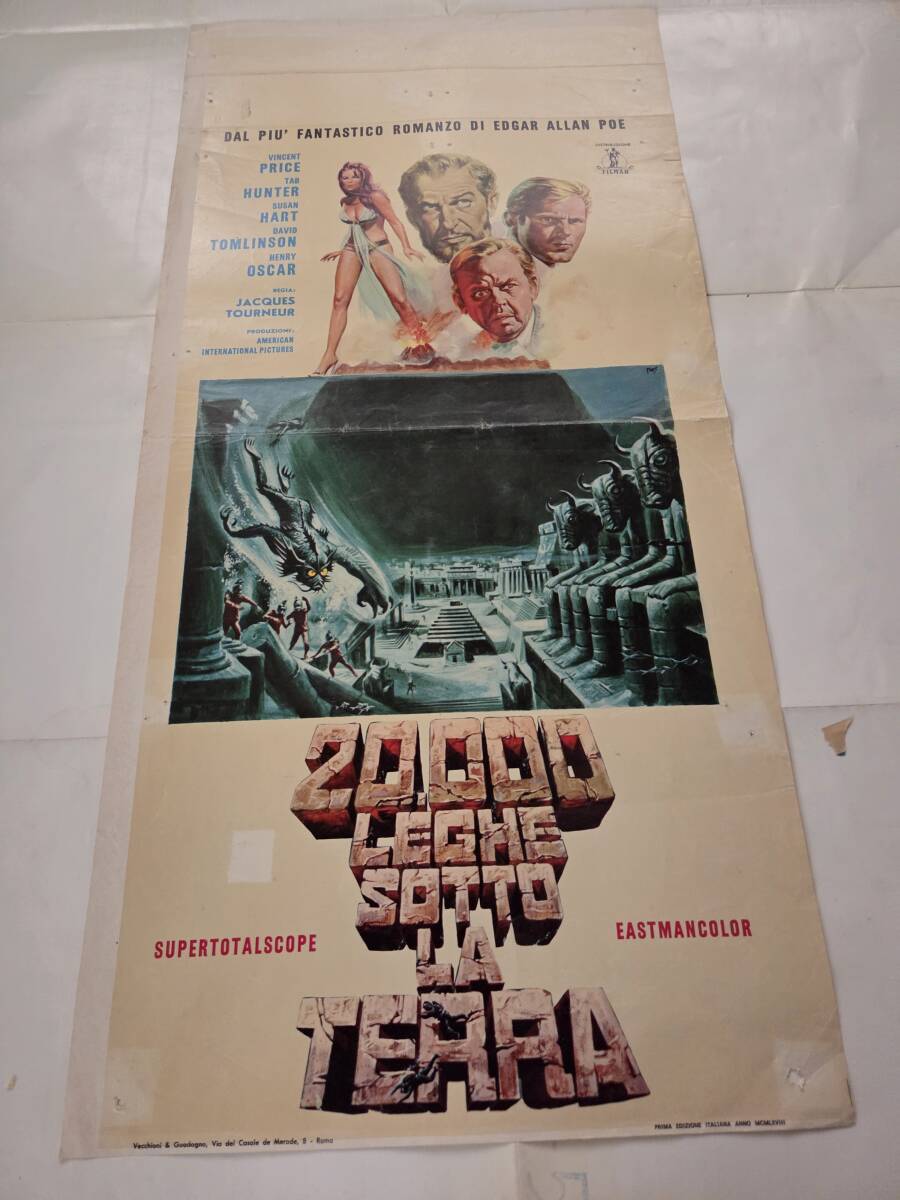 DAL PIU' FANTASTICO ROMANZO DI EDGAR ALLAN POE
VINCENT
PRICE
TAB
HUNTER
SUSAN
HART
DAVID
TOMLINSON
HENRY
OSCAR
REGIA:
JACQUES
TOURNEUR
PRODUZIONE:
AMERICAN
INTERNATIONAL PICTURES
DISTRIBUZIONE
FILMAR
20.000
LEGHE
SOTTO
LA
TERRA
SUPERTOTALSCOPE
EASTMANCOLOR
Vecchioni & Guadagno, Via del Casale de Merode, 8 - Roma
PRIMA EDIZIONE ITALIANA ANNO MCMLXVIII